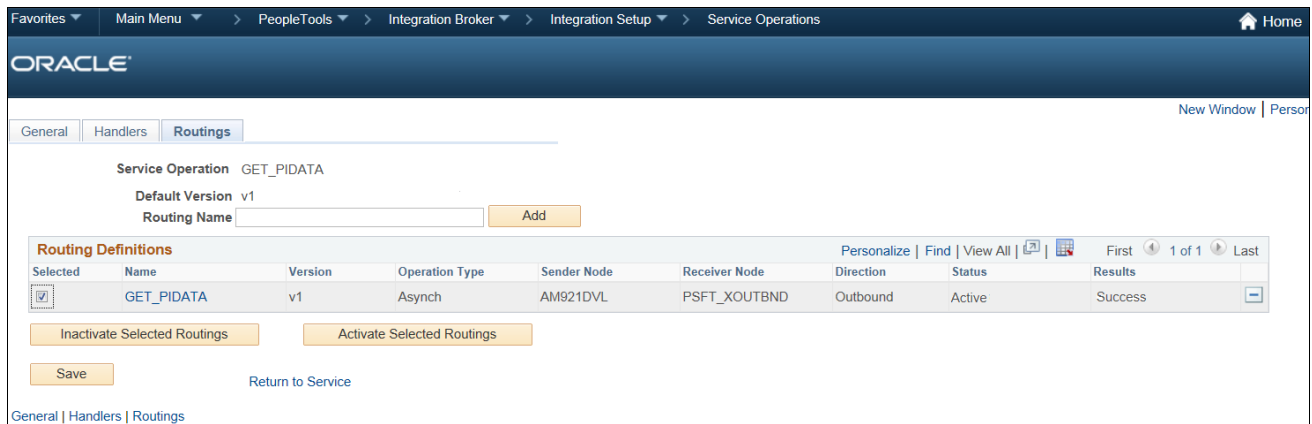 Favorites Main Menu > PeopleTools > Integration Broker > Integration Setup > Service Operations Home
ORACLE
New Window | Person
General Handlers Routings
Service Operation GET_PIDATA
Default Version v1
Routing Name Add
Routing Definitions Personalize | Find | View All | | First 1 of 1 Last
Selected Name Version Operation Type Sender Node Receiver Node Direction Status Results
GET_PIDATA v1 Asynch AM921DVL PSFT_XOUTBND Outbound Active Success
Inactivate Selected Routings Activate Selected Routings
Save Return to Service
General | Handlers | Routings